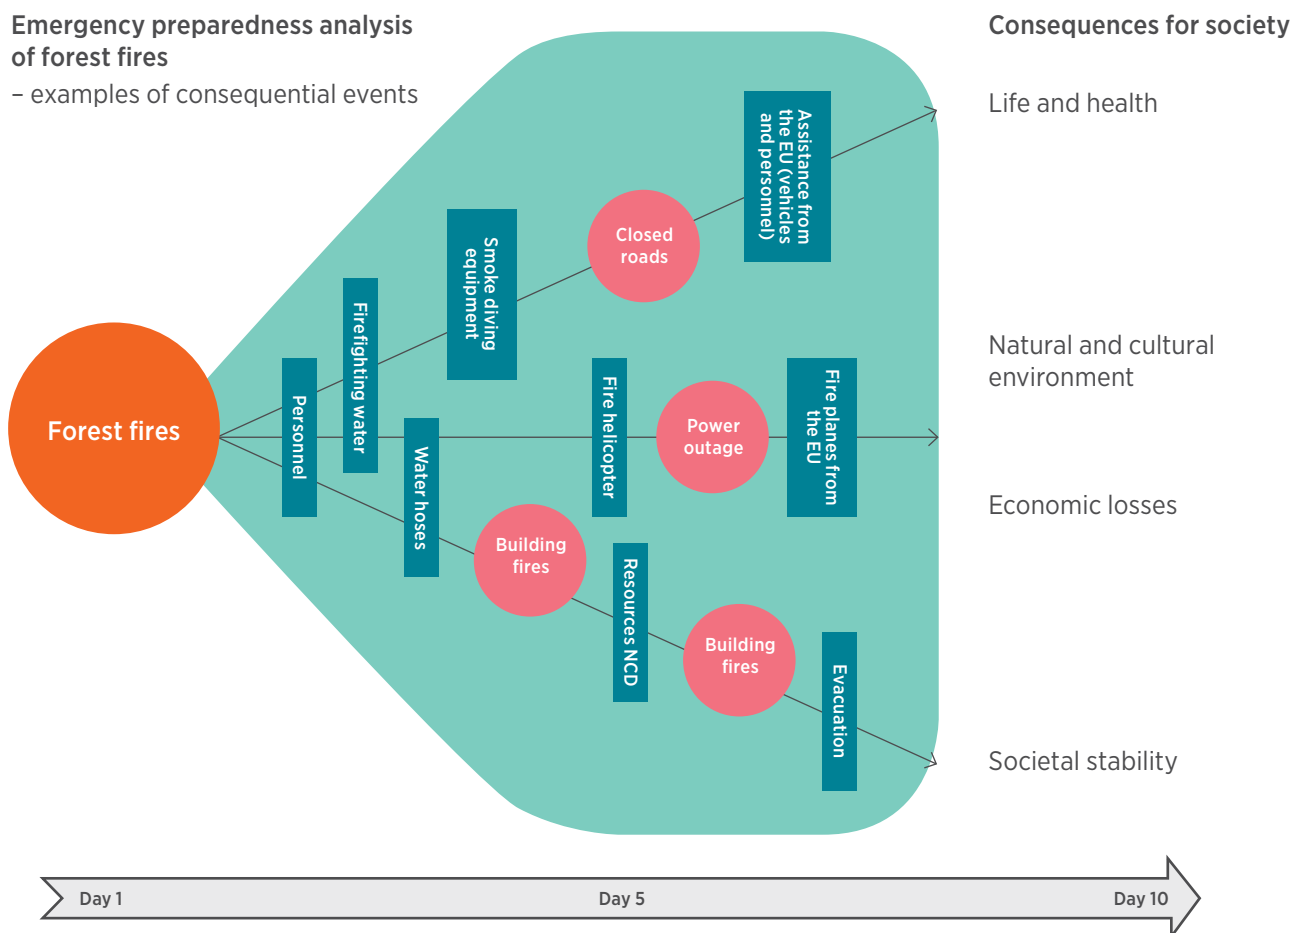 Emergency preparedness analysis
of forest fires
– examples of consequential events
Consequences for society
Life and health
Natural and cultural
environment
Economic losses
Societal stability
Forest fires
Personnel
Firefighting water
Water hoses
Smoke diving
equipment
Closed
roads
Assistance from
the EU (vehicles
and personnel)
Fire helicopter
Power
outage
Fire planes from
the EU
Building
fires
Resources NCD
Building
fires
Evacuation
Day 1
Day 5
Day 10